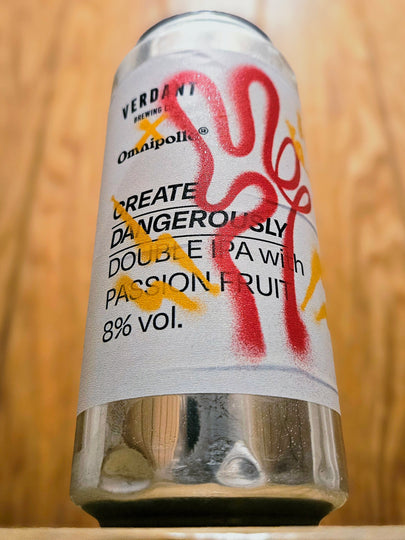 VERDANT
BREWING CO
X
Omnipollo®
CREATE
DANGEROUSLY
DOUBLE IPA with
PASSION FRUIT
8% vol.